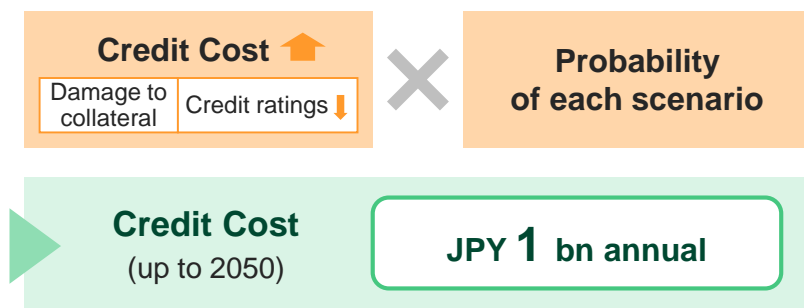 Credit Cost
Damage to
collateral
Credit ratings
Probability
of each scenario
Credit Cost
(up to 2050)
JPY 1 bn annual